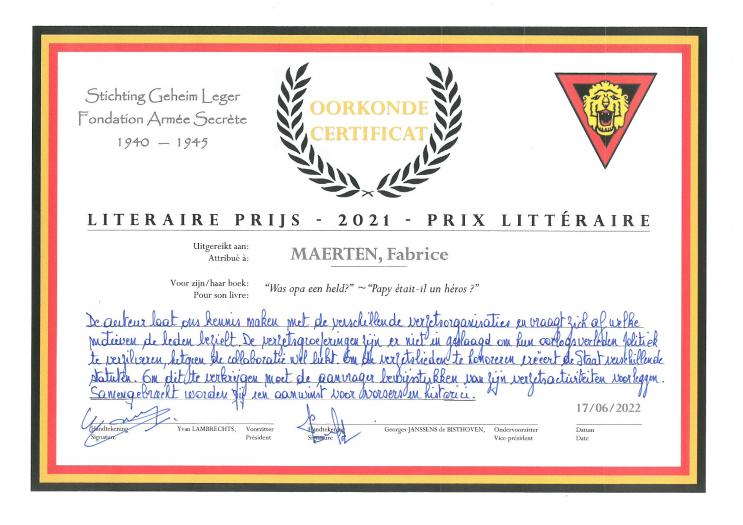 Stichting Geheim Leger
Fondation Armée Secrète
1940 – 1945
OORKONDE
CERTIFICAT
LITERAIRE PRIJS - 2021 - PRIX LITTÉRAIRE
Uitgereikt aan:
Attribué à:
MAERTEN, Fabrice
Voor zijn/haar boek:
Pour son livre:
“Was opa een held?” ~ “Papy était-il un héros ?”
De auteur laat ons kennis maken met de verschillende verzetsorganisaties en vraagt zich af welke
motieven de leden bezielt. De verzetsgroeperingen zijn er niet in geslaagd om hun oorlogsverleden politiek
te verzilveren, hetgeen de collaboratie wel lukt. Om de verzetslieden te honoreren creëert de Staat verschillende
statuten. Om dit te verkrijgen moet de aanvrager bewijsstukken van zijn verzetsactiviteiten voorleggen.
Samengebracht worden zij een aanwinst voor vorsers en historici.
17/06/2022
Handtekening
Signature
Yvan LAMBRECHTS,
Voorzitter
Président
Handtekening
Signature
Georges JANSSENS de BISTHOVEN,
Ondervoorzitter
Vice-président
Datum
Date